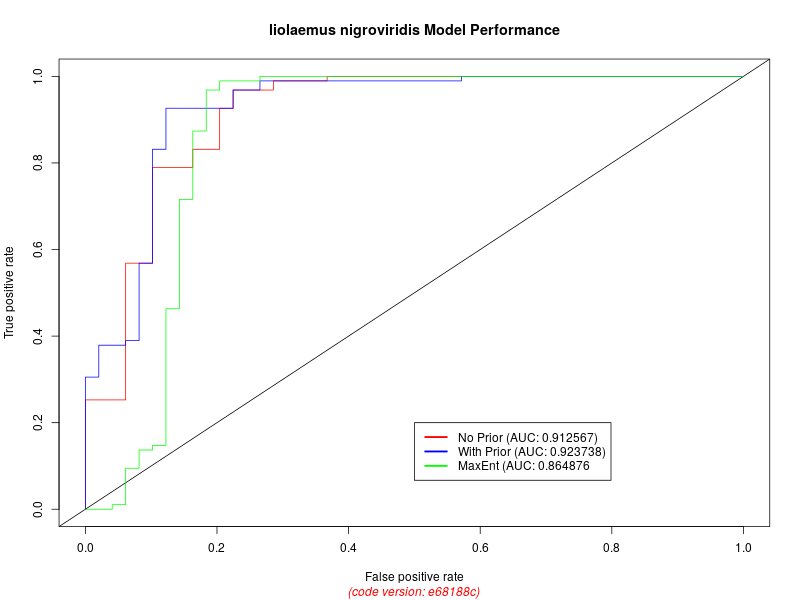 liolaemus nigroviridis Model Performance
True positive rate
1.0
0.8
0.6
0.4
0.2
0.0
No Prior (AUC: 0.912567)
With Prior (AUC: 0.923738)
MaxEnt (AUC: 0.864876
0.0 0.2 0.4 0.6 0.8 1.0
False positive rate
(code version: e68188c)